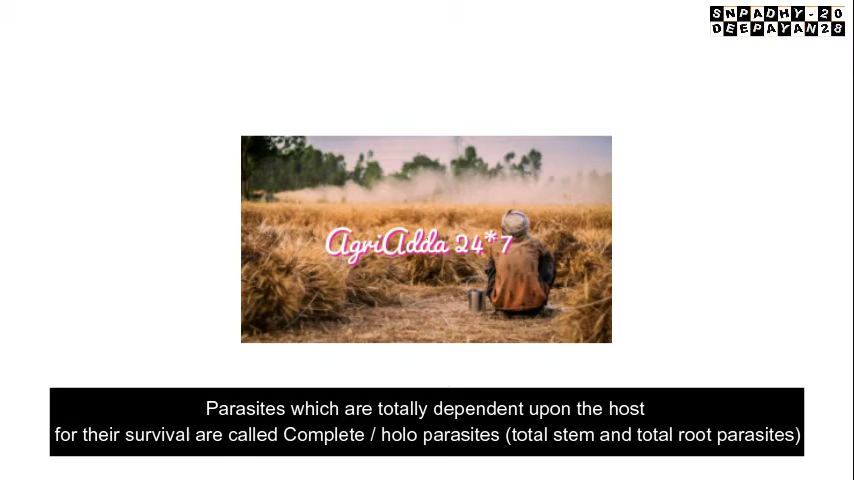 SNPADHY-20
DEEPAYAN28
AgriAdda 24*7
Parasites which are totally dependent upon the host
for their survival are called Complete / holo parasites (total stem and total root parasites)